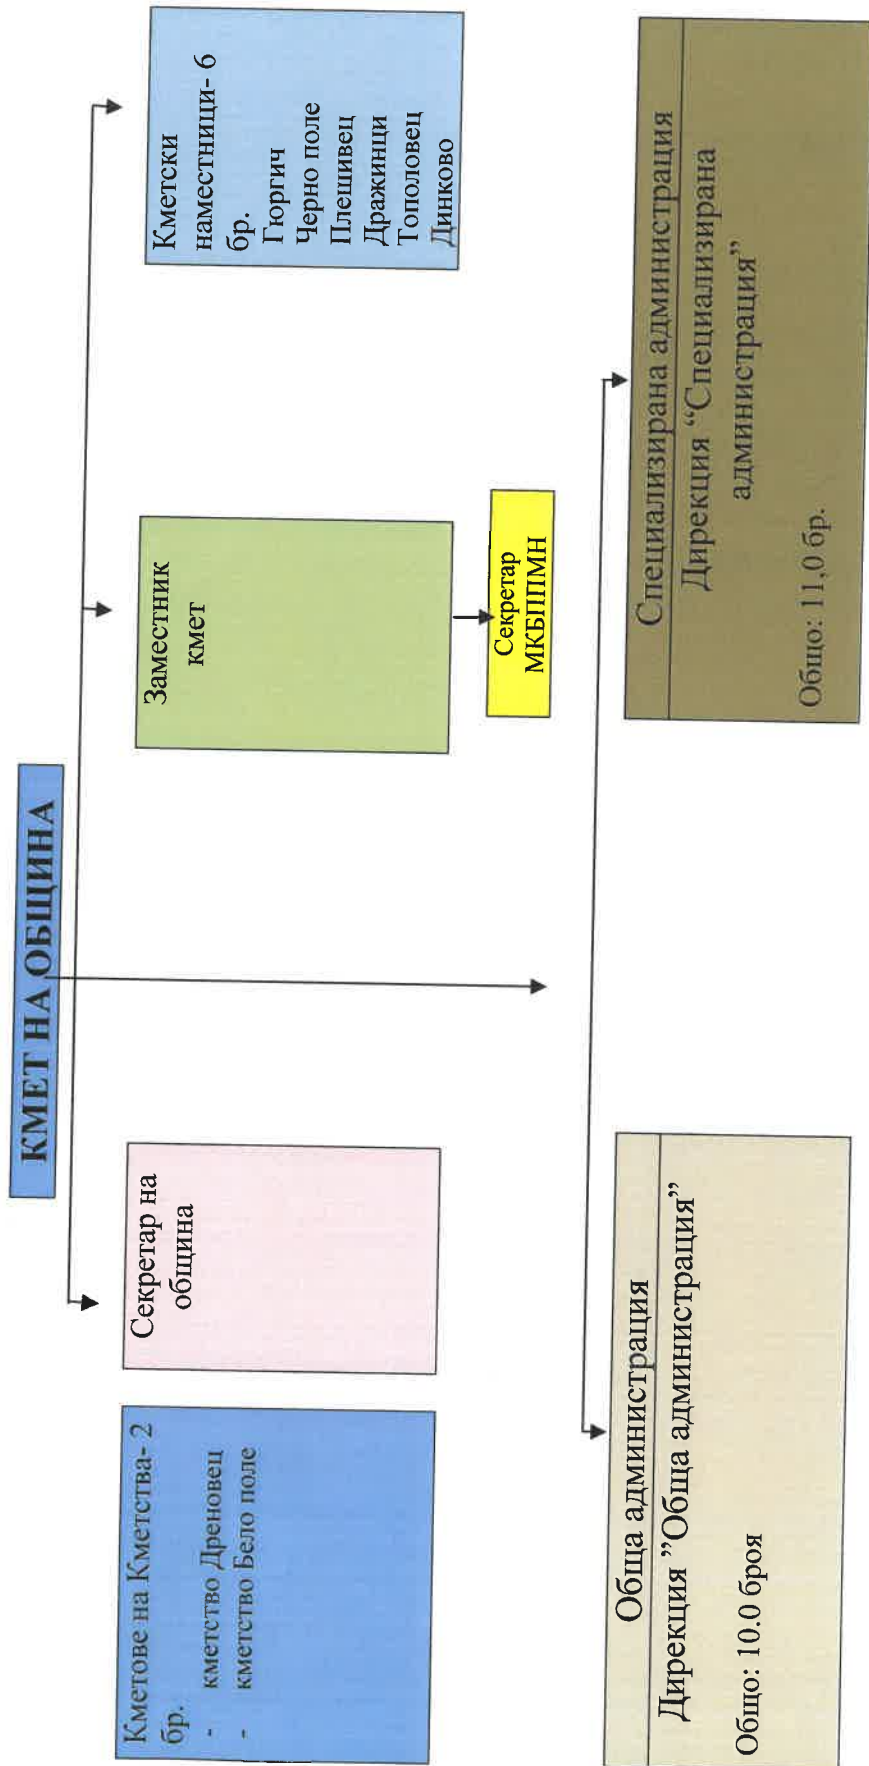 КМЕТ НА ОБЩИНА
Кметове на Кметства- 2
бр.
- кметство Дреновец
- кметство Бело поле
Секретар на
община
Заместник
кмет
Секретар
МКБППМН
Кметски
наместници- 6
бр.
Гюргич
Черно поле
Плешивец
Дражинци
Тополовец
Динково
Обща администрация
Дирекция ”Обща администрация”
Общо: 10.0 броя
Специализирана администрация
Дирекция “Специализирана
администрация”
Общо: 11,0 бр.